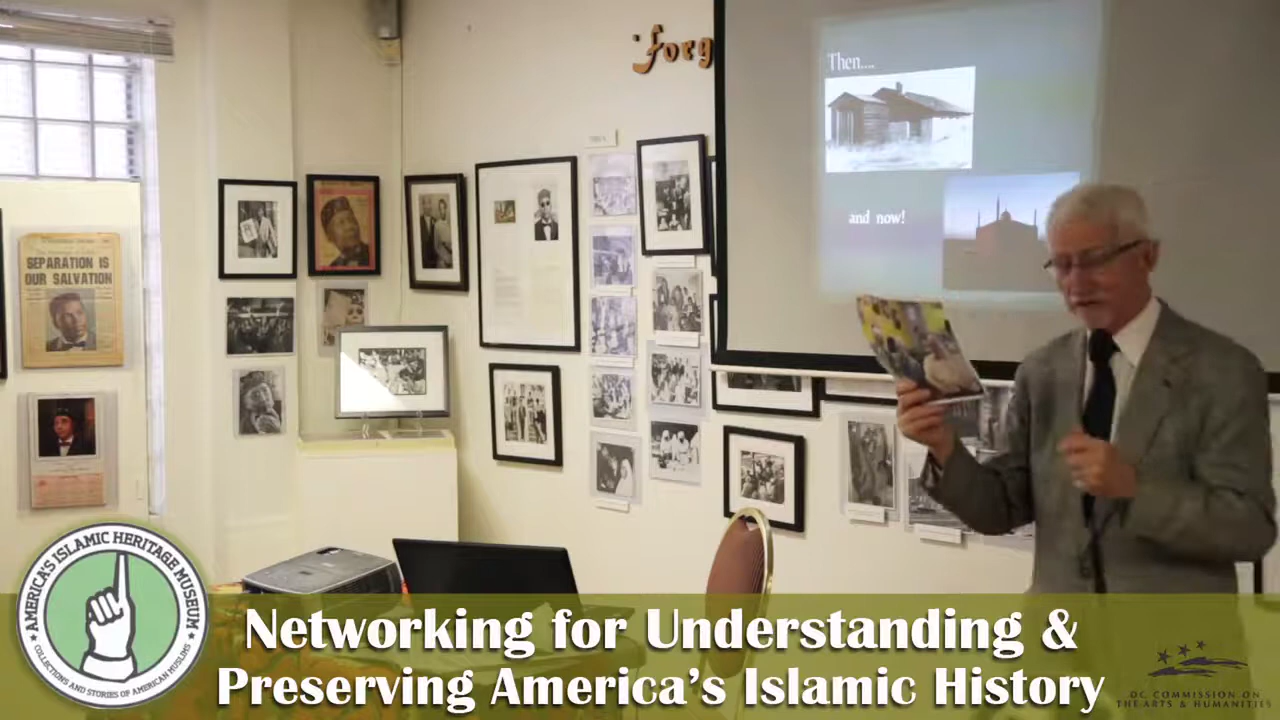 forg
Then....
and now!
SEPARATION IS
OUR SALVATION
AMERICA'S ISLAMIC HERITAGE MUSEUM
COLLECTIONS AND STORIES OF AMERICAN MUSLIMS
Networking for Understanding &
Preserving America's Islamic History
DC COMMISSION ON
THE ARTS & HUMANITIES